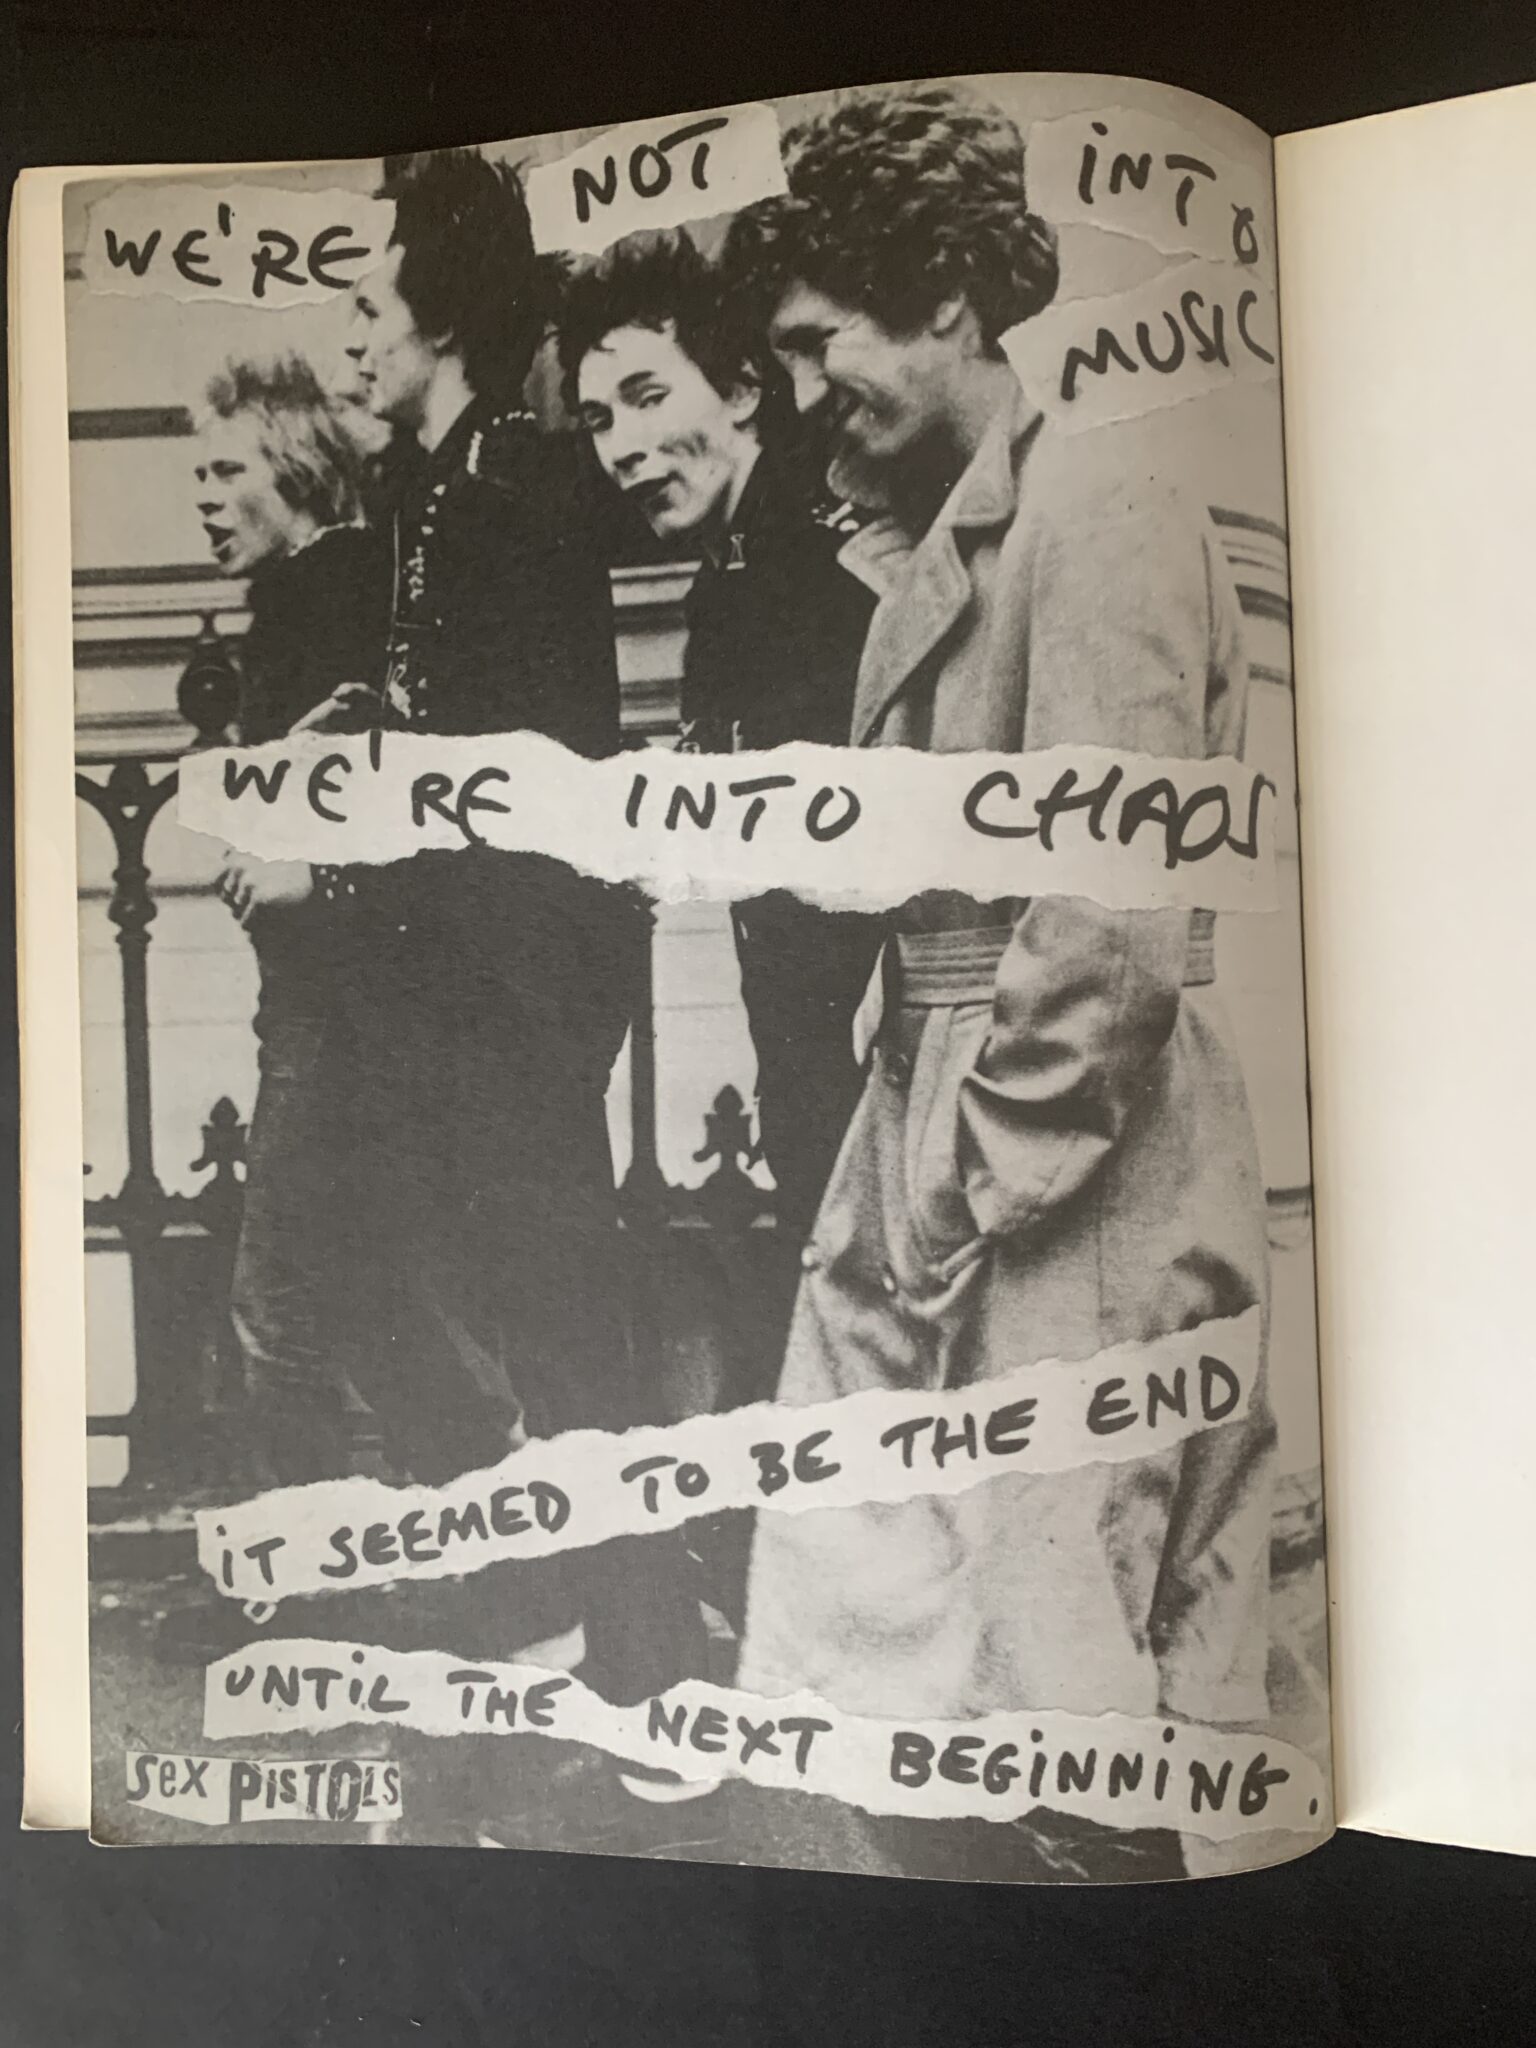 WE'RE NOT INTO
MUSIC
WE'RE INTO CHAOS
iT SEEMED TO BE THE END
UNTiL THE NEXT BEGiNNiNG.
sex PisTOls